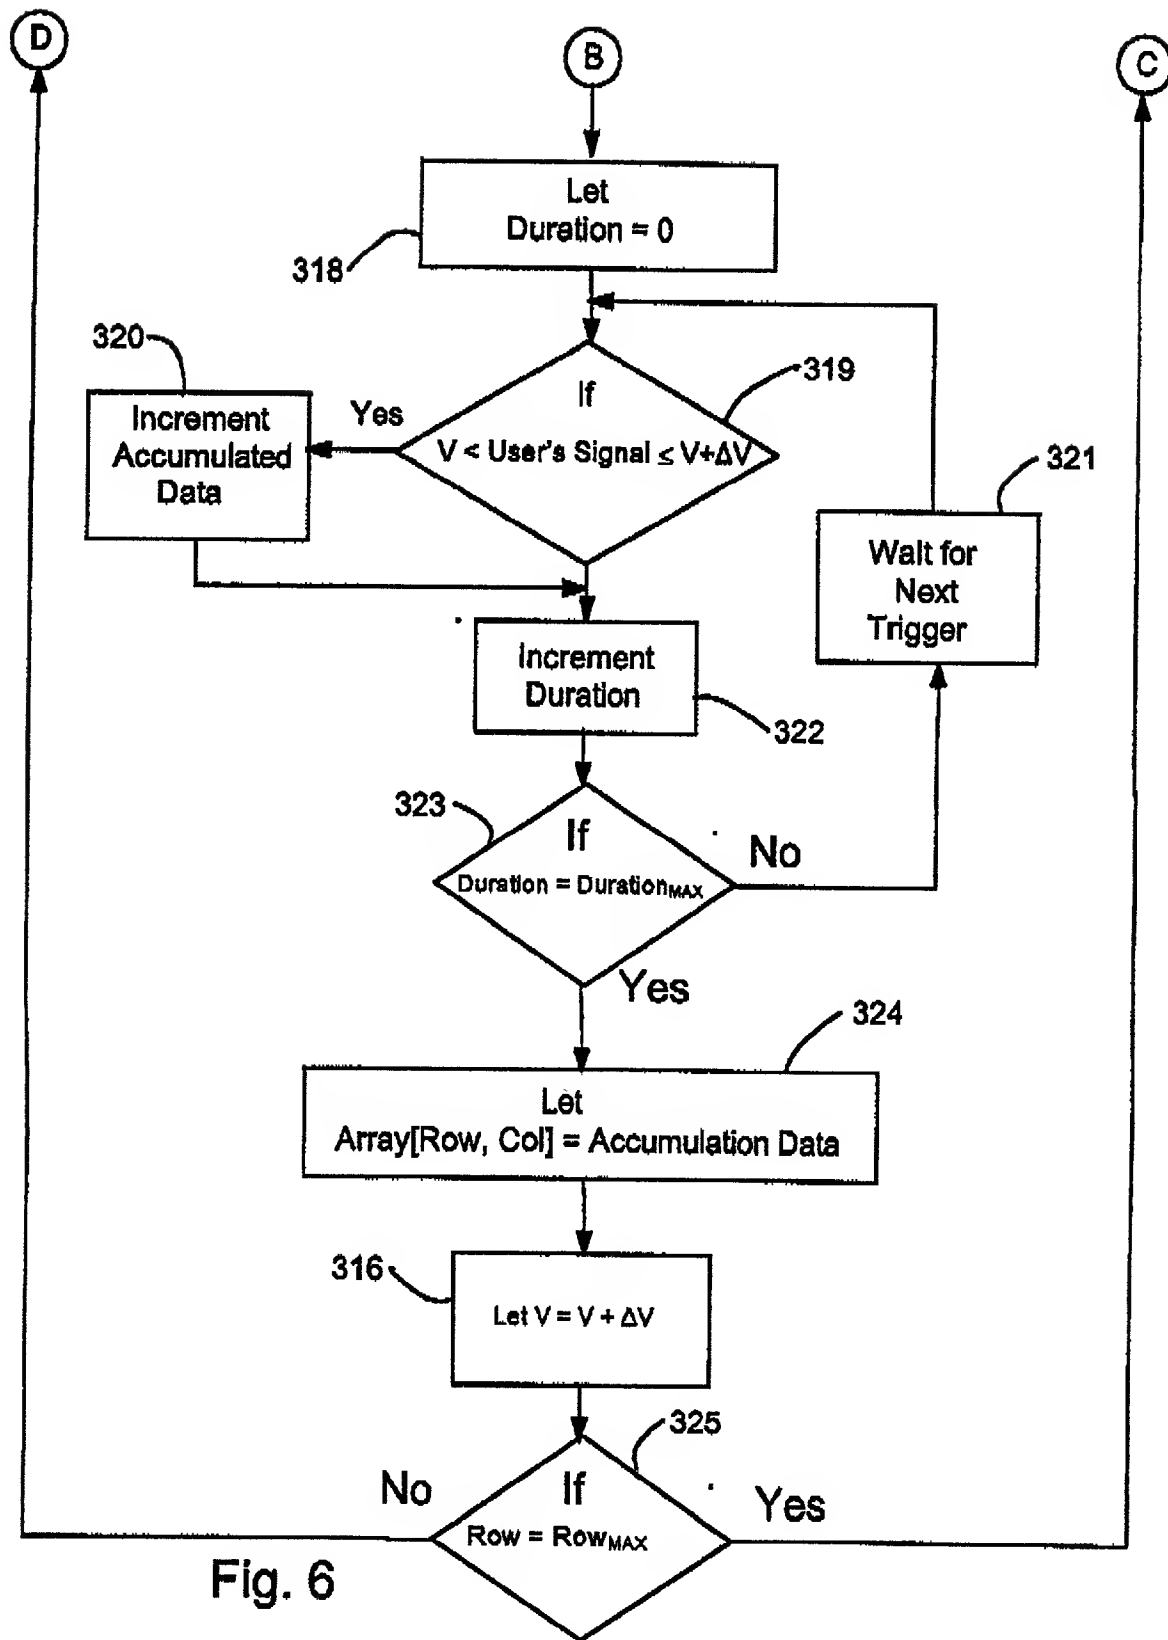 D
B
C
Let
Duration = 0
318
320
319
If
Yes
V < User's Signal ≤ V+ΔV
Increment
Accumulated
Data
321
Wait for
Next
Trigger
Increment
Duration
322
323
If
No
Duration = DurationMAX
Yes
324
Let
Array[Row, Col] = Accumulation Data
316
Let V = V + ΔV
325
No
If
Yes
Row = RowMAX
Fig. 6